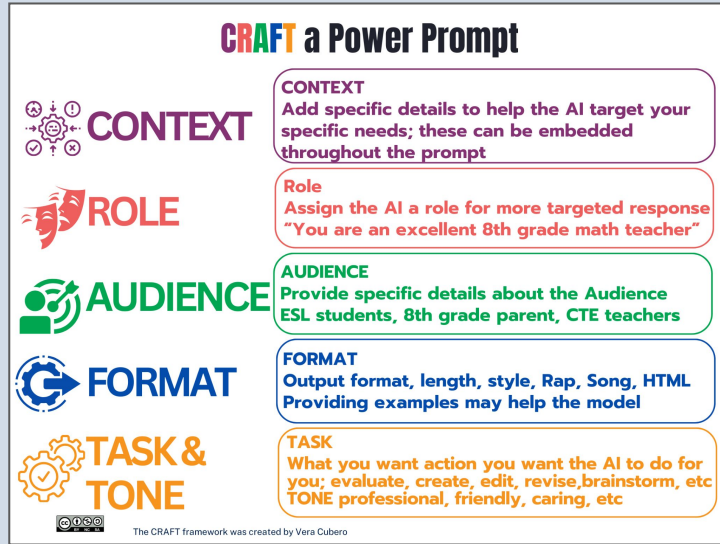 CRAFT a Power Prompt
CONTEXT
CONTEXT
Add specific details to help the AI target your
specific needs; these can be embedded
throughout the prompt
ROLE
Role
Assign the AI a role for more targeted response
“You are an excellent 8th grade math teacher”
AUDIENCE
AUDIENCE
Provide specific details about the Audience
ESL students, 8th grade parent, CTE teachers
FORMAT
FORMAT
Output format, length, style, Rap, Song, HTML
Providing examples may help the model
TASK &
TONE
TASK
What you want action you want the AI to do for
you; evaluate, create, edit, revise,brainstorm, etc
TONE professional, friendly, caring, etc
cc
BY NC SA
The CRAFT framework was created by Vera Cubero